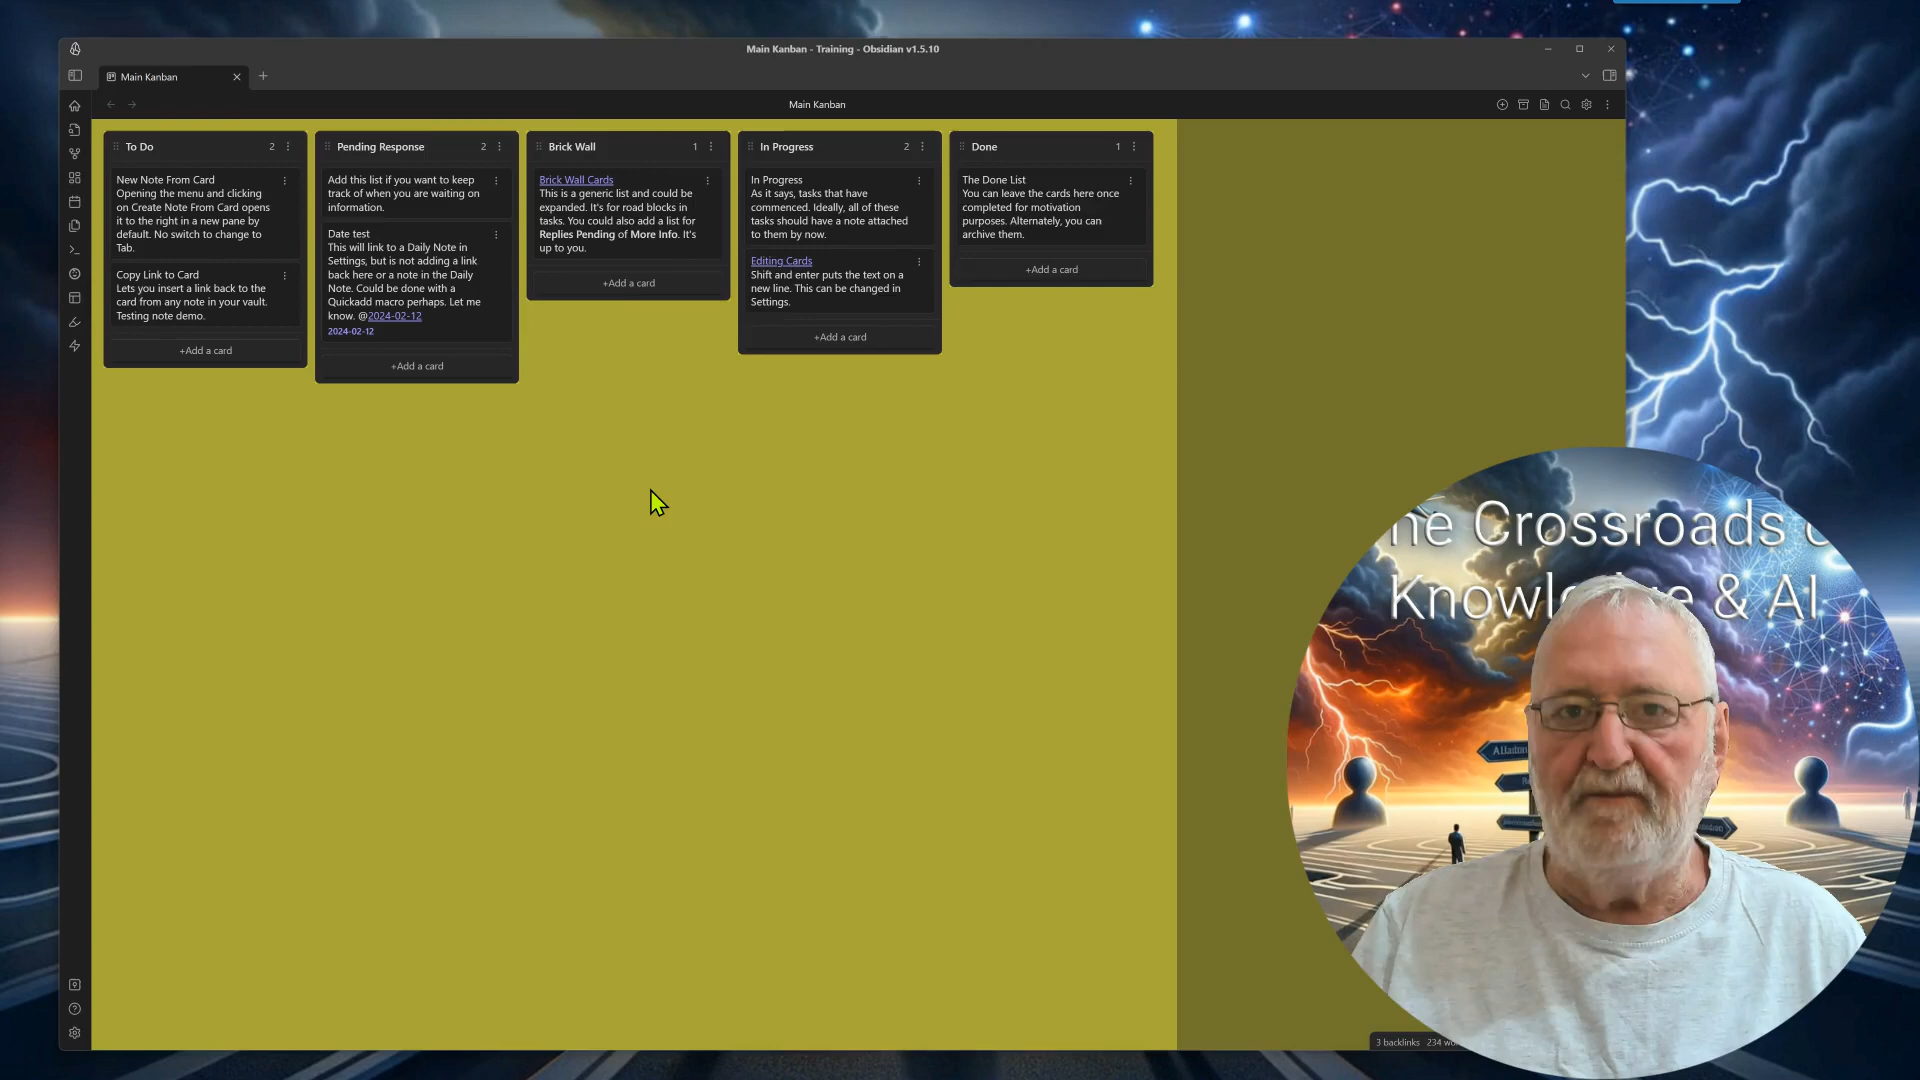 Main Kanban - Training - Obsidian v1.5.10
Main Kanban
Main Kanban
To Do 2
New Note From Card
Opening the menu and clicking
on Create Note From Card opens
it to the right in a new pane by
default. No switch to change to
Tab.
Copy Link to Card
Lets you insert a link back to the
card from any note in your vault.
Testing note demo.
+Add a card
Pending Response 2
Add this list if you want to keep
track of when you are waiting on
information.
Date test
This will link to a Daily Note in
Settings, but is not adding a link
back here or a note in the Daily
Note. Could be done with a
Quickadd macro perhaps. Let me
know. @2024-02-12
2024-02-12
+Add a card
Brick Wall 1
Brick Wall Cards
This is a generic list and could be
expanded. It's for road blocks in
tasks. You could also add a list for
Replies Pending of More Info. It's
up to you.
+Add a card
In Progress 2
In Progress
As it says, tasks that have
commenced. Ideally, all of these
tasks should have a note attached
to them by now.
Editing Cards
Shift and enter puts the text on a
new line. This can be changed in
Settings.
+Add a card
Done 1
The Done List
You can leave the cards here once
completed for motivation
purposes. Alternately, you can
archive them.
+Add a card
Crossroads
& AI
3 backlinks 234